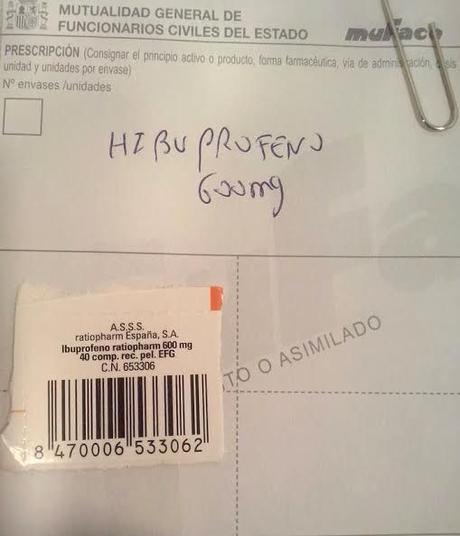 MUTUALIDAD GENERAL DE
FUNCIONARIOS CIVILES DEL ESTADO
muface
PRESCRIPCIÓN (Consignar el principio activo o producto, forma farmacéutica, vía de administración, dosis
unidad y unidades por envase)
Nº envases /unidades
HIBUPROFENO
600mg
A.S.S.S.
ratiopharm España, S.A.
Ibuprofeno ratiopharm 600 mg
40 comp. rec. pel. EFG
C.N. 653306
TO O ASIMILADO
8 470006 533062